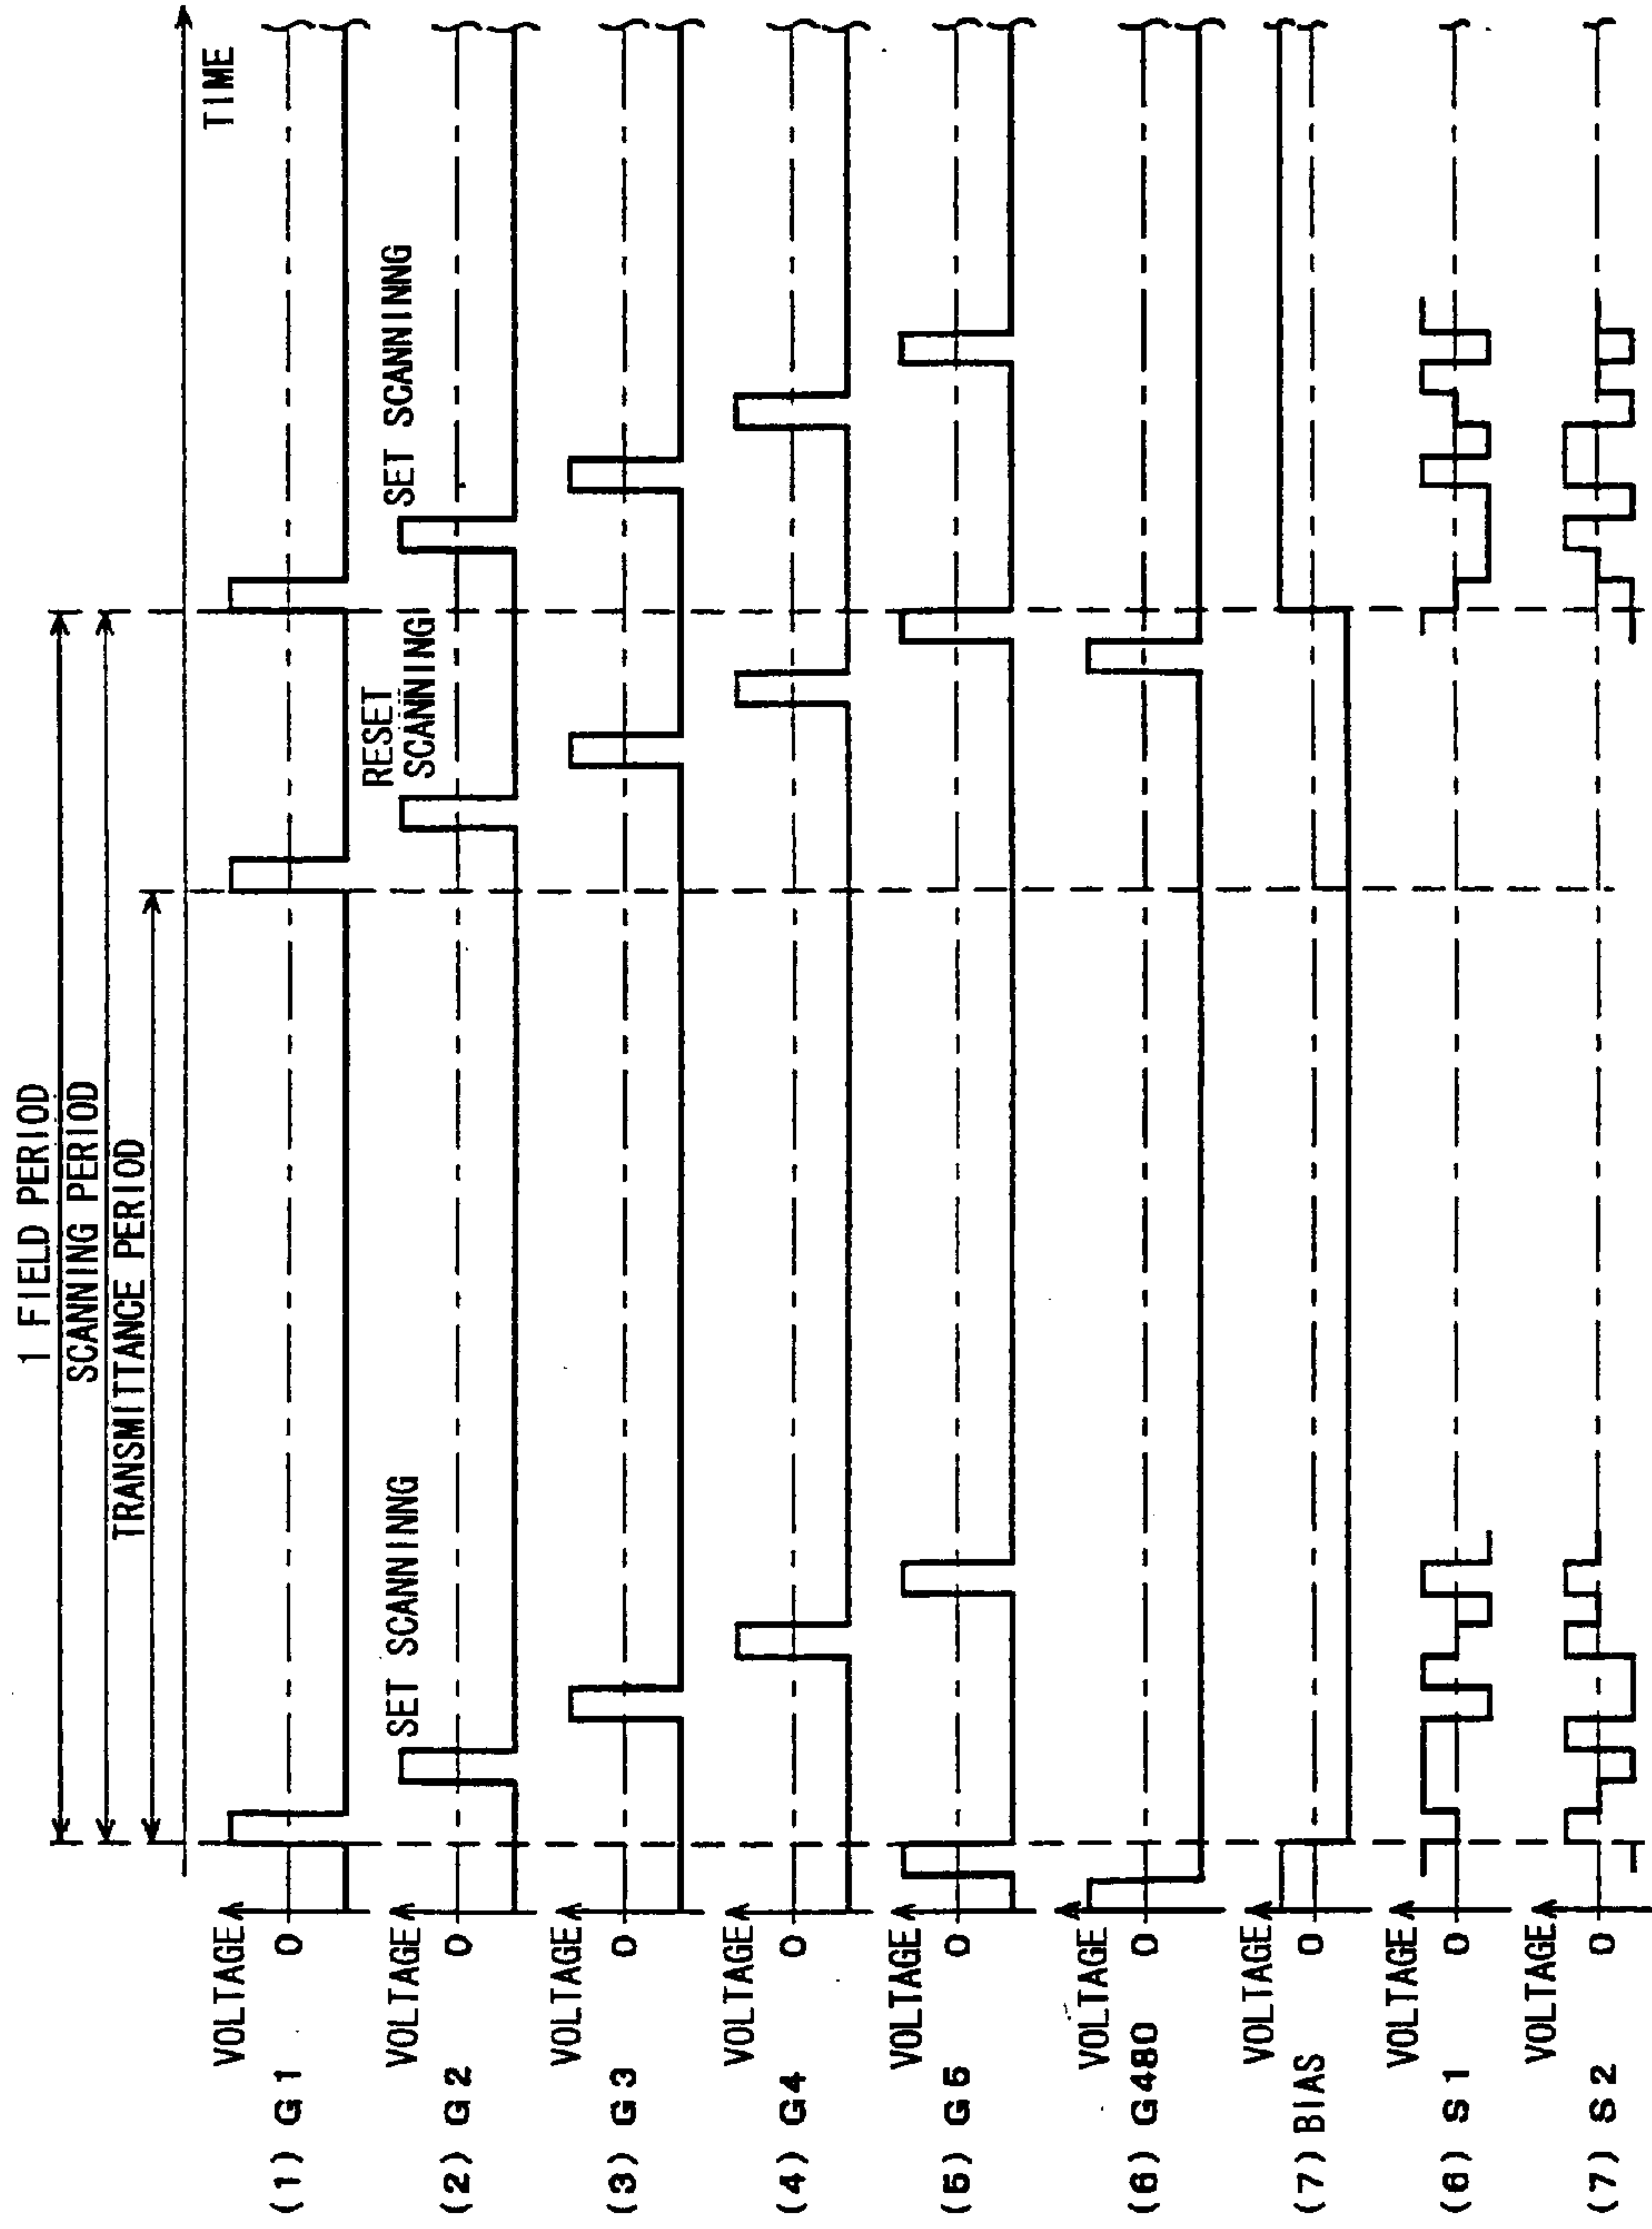 1 FIELD PERIOD
SCANNING PERIOD
TRANSMITTANCE PERIOD
TIME
VOLTAGE
(1) G1 0
VOLTAGE
(2) G2 0
SET SCANNING
RESET
SCANNING
SET SCANNING
VOLTAGE
(3) G3 0
VOLTAGE
(4) G4 0
VOLTAGE
(5) G5 0
VOLTAGE
(6) G480 0
VOLTAGE
(7) BIAS 0
VOLTAGE
(6) S1 0
VOLTAGE
(7) S2 0